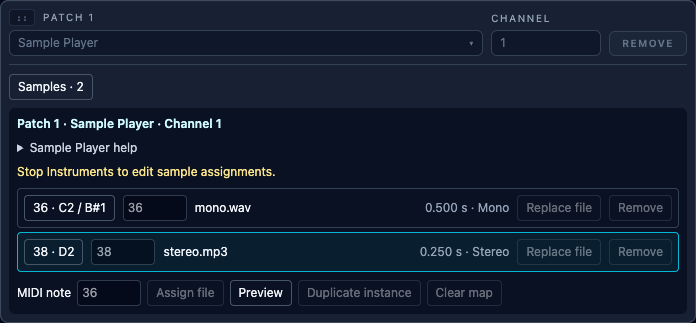 :: PATCH 1 CHANNEL
Sample Player 1 REMOVE
Samples · 2
Patch 1 · Sample Player · Channel 1
Sample Player help
Stop Instruments to edit sample assignments.
36 · C2 / B#1 36 mono.wav 0.500 s · Mono Replace file Remove
38 · D2 38 stereo.mp3 0.250 s · Stereo Replace file Remove
MIDI note 36 Assign file Preview Duplicate instance Clear map